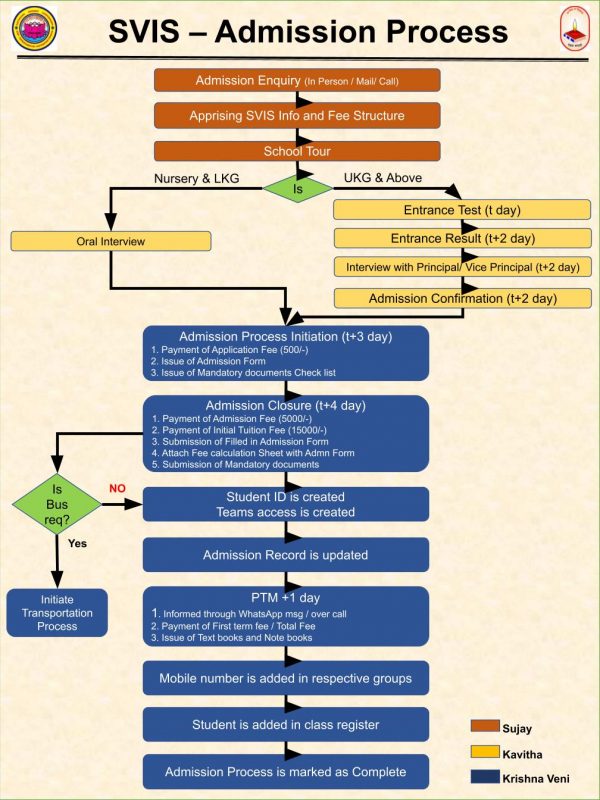 SVIS – Admission Process
Admission Enquiry (In Person / Mail/ Call)
Apprising SVIS Info and Fee Structure
School Tour
Nursery & LKG
Is
UKG & Above
Entrance Test (t day)
Oral Interview
Entrance Result (t+2 day)
Interview with Principal/ Vice Principal (t+2 day)
Admission Confirmation (t+2 day)
Admission Process Initiation (t+3 day)
1. Payment of Application Fee (500/-)
2. Issue of Admission Form
3. Issue of Mandatory documents Check list
Admission Closure (t+4 day)
1. Payment of Admission Fee (5000/-)
2. Payment of Initial Tuition Fee (15000/-)
3. Submission of Filled in Admission Form
4. Attach Fee calculation Sheet with Admn Form
5. Submission of Mandatory documents
Is
Bus
req?
NO
Student ID is created
Teams access is created
Yes
Admission Record is updated
Initiate
Transportation
Process
PTM +1 day
1. Informed through WhatsApp msg / over call
2. Payment of First term fee / Total Fee
3. Issue of Text books and Note books
Mobile number is added in respective groups
Student is added in class register
Admission Process is marked as Complete
Sujay
Kavitha
Krishna Veni